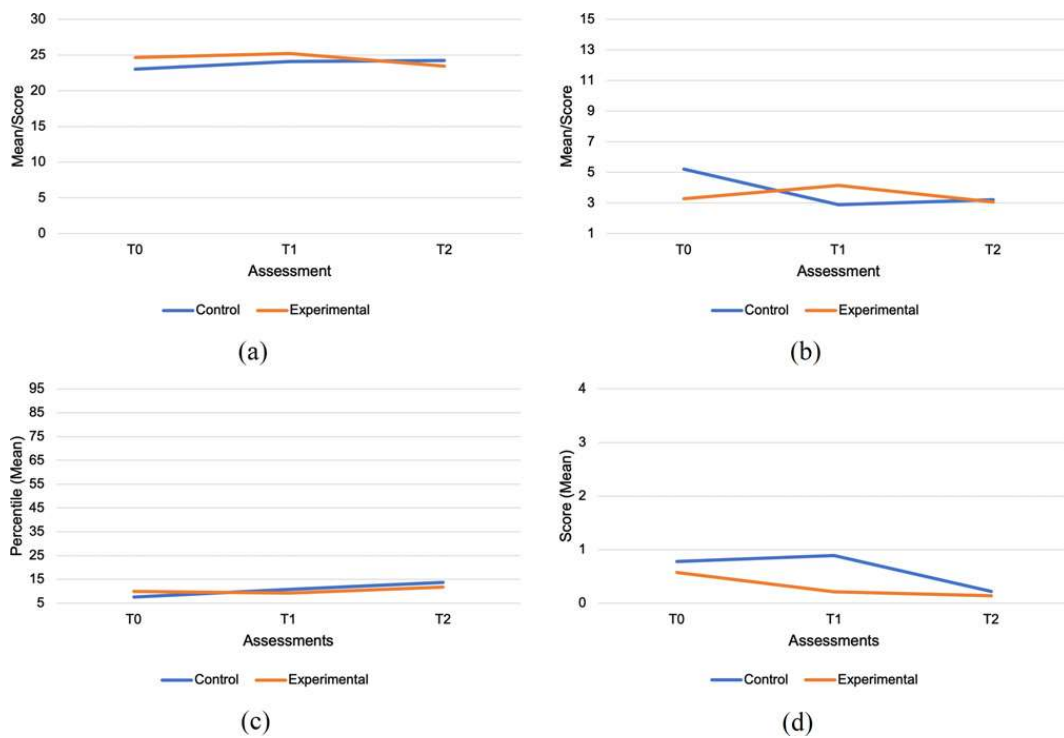 30
25
20
15
10
5
0
Mean/Score
T0 T1 T2
Assessment
Control Experimental
(a)
15
13
11
9
7
5
3
1
Mean/Score
T0 T1 T2
Assessment
Control Experimental
(b)
95
85
75
65
55
45
35
25
15
5
Percentile (Mean)
T0 T1 T2
Assessments
Control Experimental
(c)
4
3
2
1
0
Score (Mean)
T0 T1 T2
Assessments
Control Experimental
(d)